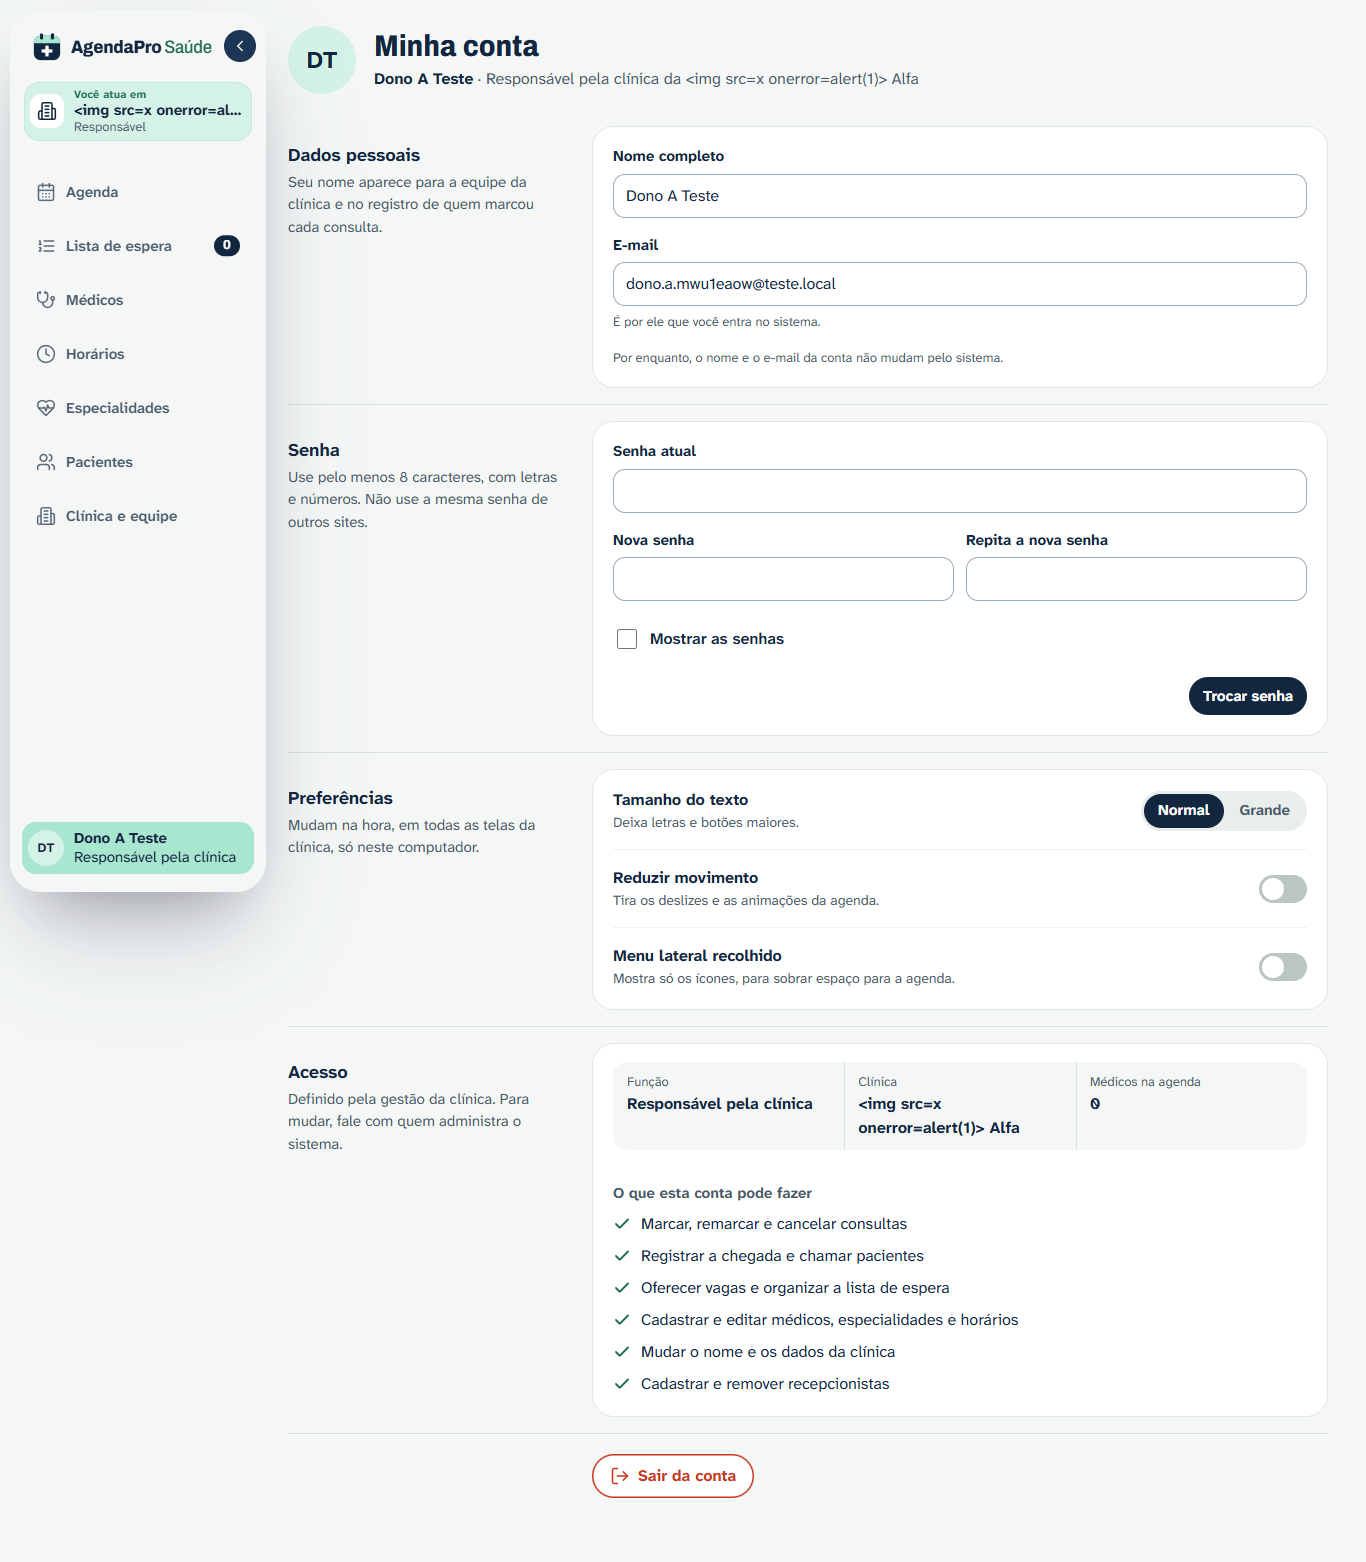 AgendaPro Saúde
Você atua em
<img src=x onerror=al...
Responsável
Agenda
Lista de espera 0
Médicos
Horários
Especialidades
Pacientes
Clínica e equipe
DT
Dono A Teste
Responsável pela clínica
DT
Minha conta
Dono A Teste · Responsável pela clínica da <img src=x onerror=alert(1)> Alfa
Dados pessoais
Seu nome aparece para a equipe da
clínica e no registro de quem marcou
cada consulta.
Nome completo
Dono A Teste
E-mail
dono.a.mwu1eaow@teste.local
É por ele que você entra no sistema.
Por enquanto, o nome e o e-mail da conta não mudam pelo sistema.
Senha
Use pelo menos 8 caracteres, com letras
e números. Não use a mesma senha de
outros sites.
Senha atual
Nova senha
Repita a nova senha
Mostrar as senhas
Trocar senha
Preferências
Mudam na hora, em todas as telas da
clínica, só neste computador.
Tamanho do texto
Deixa letras e botões maiores.
Normal Grande
Reduzir movimento
Tira os deslizes e as animações da agenda.
Menu lateral recolhido
Mostra só os ícones, para sobrar espaço para a agenda.
Acesso
Definido pela gestão da clínica. Para
mudar, fale com quem administra o
sistema.
Função
Responsável pela clínica
Clínica
<img src=x
onerror=alert(1)> Alfa
Médicos na agenda
0
O que esta conta pode fazer
Marcar, remarcar e cancelar consultas
Registrar a chegada e chamar pacientes
Oferecer vagas e organizar a lista de espera
Cadastrar e editar médicos, especialidades e horários
Mudar o nome e os dados da clínica
Cadastrar e remover recepcionistas
Sair da conta